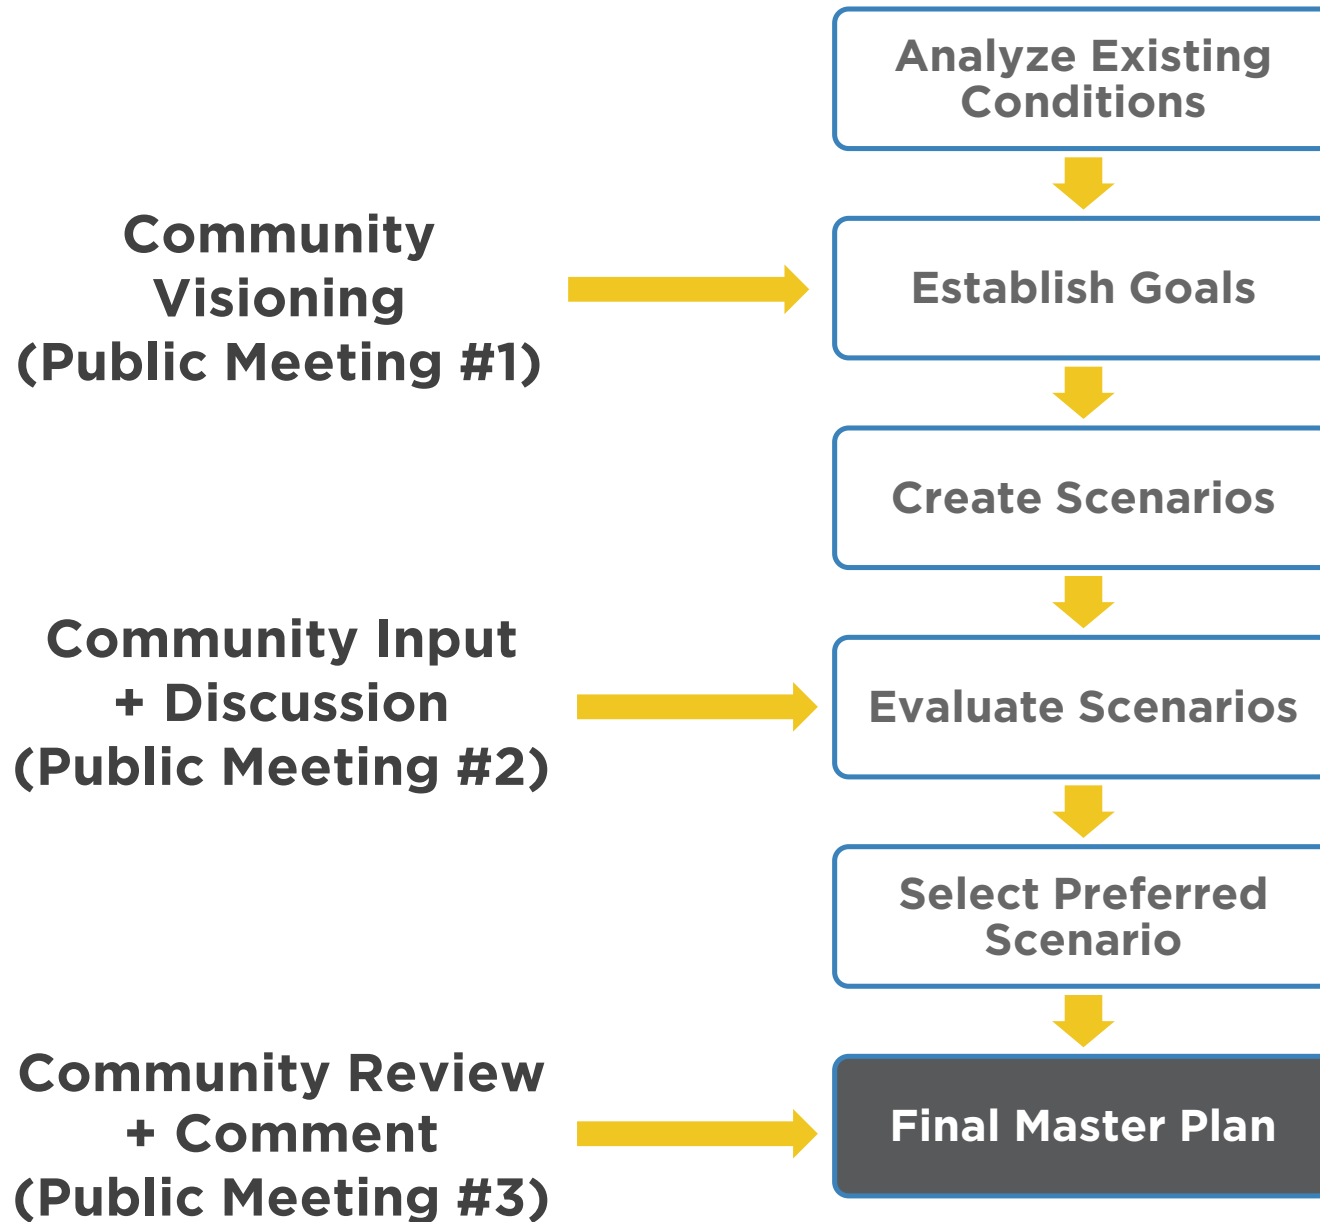 Analyze Existing
Conditions
Community
Visioning
(Public Meeting #1)
Establish Goals
Create Scenarios
Community Input
+ Discussion
(Public Meeting #2)
Evaluate Scenarios
Select Preferred
Scenario
Community Review
+ Comment
(Public Meeting #3)
Final Master Plan